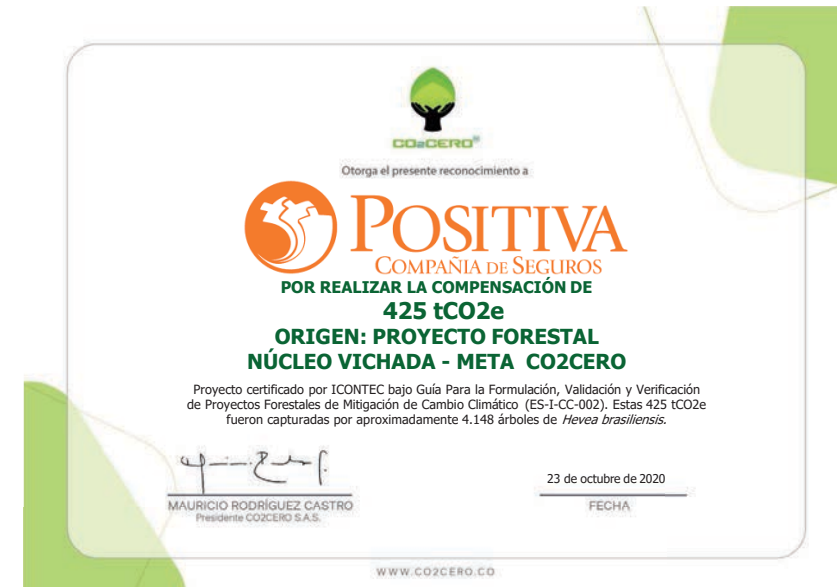 CO2CERO®
Otorga el presente reconocimiento a
POSITIVA
COMPAÑIA DE SEGUROS
POR REALIZAR LA COMPENSACIÓN DE
425 tCO2e
ORIGEN: PROYECTO FORESTAL
NÚCLEO VICHADA - META CO2CERO
Proyecto certificado por ICONTEC bajo Guía Para la Formulación, Validación y Verificación
de Proyectos Forestales de Mitigación de Cambio Climático (ES-I-CC-002). Estas 425 tCO2e
fueron capturadas por aproximadamente 4.148 árboles de Hevea brasiliensis.
23 de octubre de 2020
MAURICIO RODRÍGUEZ CASTRO
Presidente CO2CERO S.A.S.
FECHA
WWW.CO2CERO.CO